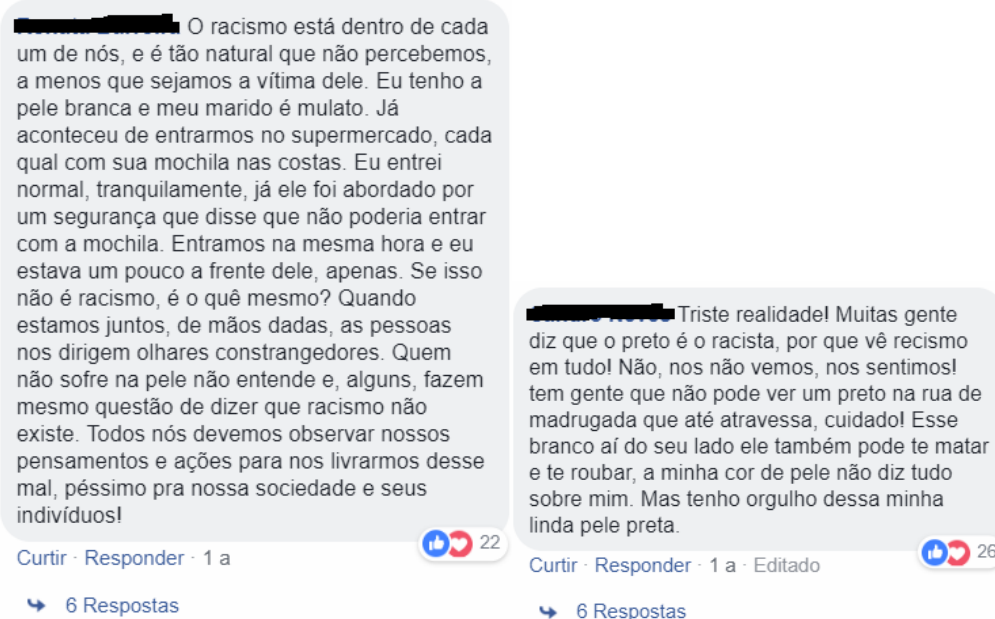 O racismo está dentro de cada
um de nós, e é tão natural que não percebemos,
a menos que sejamos a vítima dele. Eu tenho a
pele branca e meu marido é mulato. Já
aconteceu de entrarmos no supermercado, cada
qual com sua mochila nas costas. Eu entrei
normal, tranquilamente, já ele foi abordado por
um segurança que disse que não poderia entrar
com a mochila. Entramos na mesma hora e eu
estava um pouco a frente dele, apenas. Se isso
não é racismo, é o quê mesmo? Quando
estamos juntos, de mãos dadas, as pessoas
nos dirigem olhares constrangedores. Quem
não sofre na pele não entende e, alguns, fazem
mesmo questão de dizer que racismo não
existe. Todos nós devemos observar nossos
pensamentos e ações para nos livrarmos desse
mal, péssimo pra nossa sociedade e seus
indivíduos!
22
Curtir · Responder · 1 a
6 Respostas
Triste realidade! Muitas gente
diz que o preto é o racista, por que vê recismo
em tudo! Não, nos não vemos, nos sentimos!
tem gente que não pode ver um preto na rua de
madrugada que até atravessa, cuidado! Esse
branco aí do seu lado ele também pode te matar
e te roubar, a minha cor de pele não diz tudo
sobre mim. Mas tenho orgulho dessa minha
linda pele preta.
26
Curtir · Responder · 1 a · Editado
6 Respostas